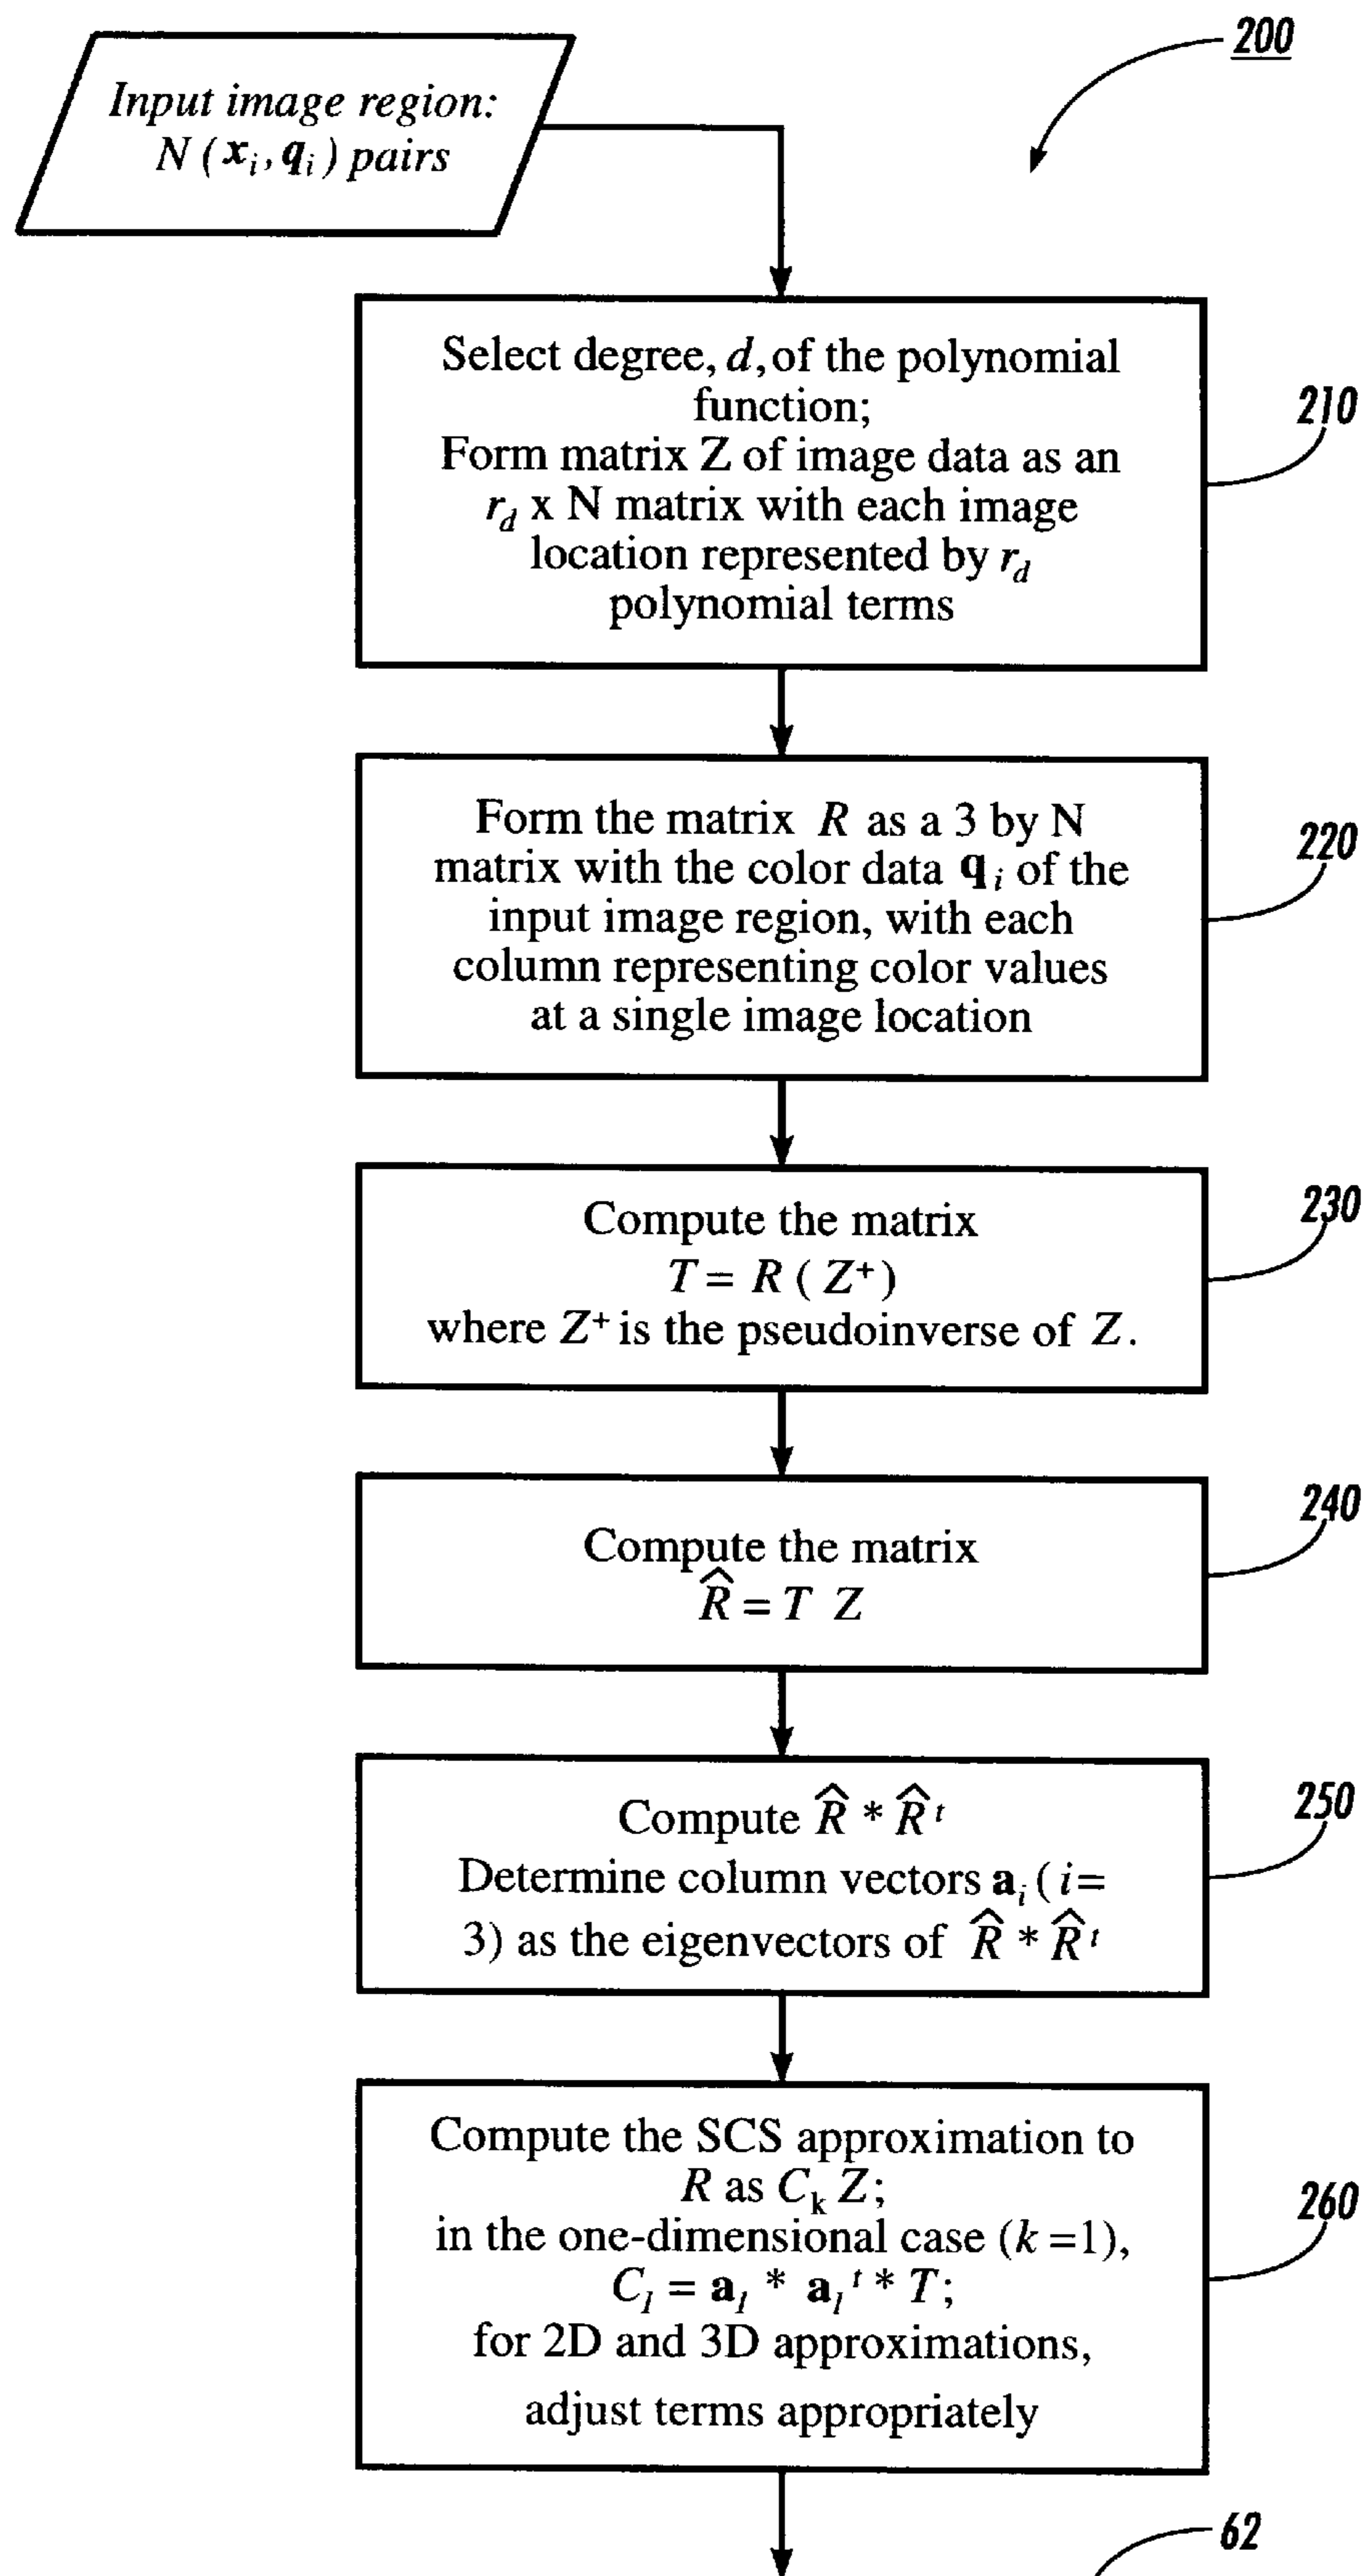 200
Input image region:
N ( xᵢ, qᵢ ) pairs
Select degree, d, of the polynomial
function;
Form matrix Z of image data as an
r_d x N matrix with each image
location represented by r_d
polynomial terms
210
Form the matrix R as a 3 by N
matrix with the color data qᵢ of the
input image region, with each
column representing color values
at a single image location
220
Compute the matrix
T = R ( Z⁺)
where Z⁺ is the pseudoinverse of Z.
230
Compute the matrix
R̂ = T Z
240
Compute R̂ * R̂ ᵗ
Determine column vectors aᵢ ( i=
3) as the eigenvectors of R̂ * R̂ ᵗ
250
Compute the SCS approximation to
R as Cₖ Z;
in the one-dimensional case (k =1),
C₁ = a₁ * a₁ ᵗ * T;
for 2D and 3D approximations,
adjust terms appropriately
260
62